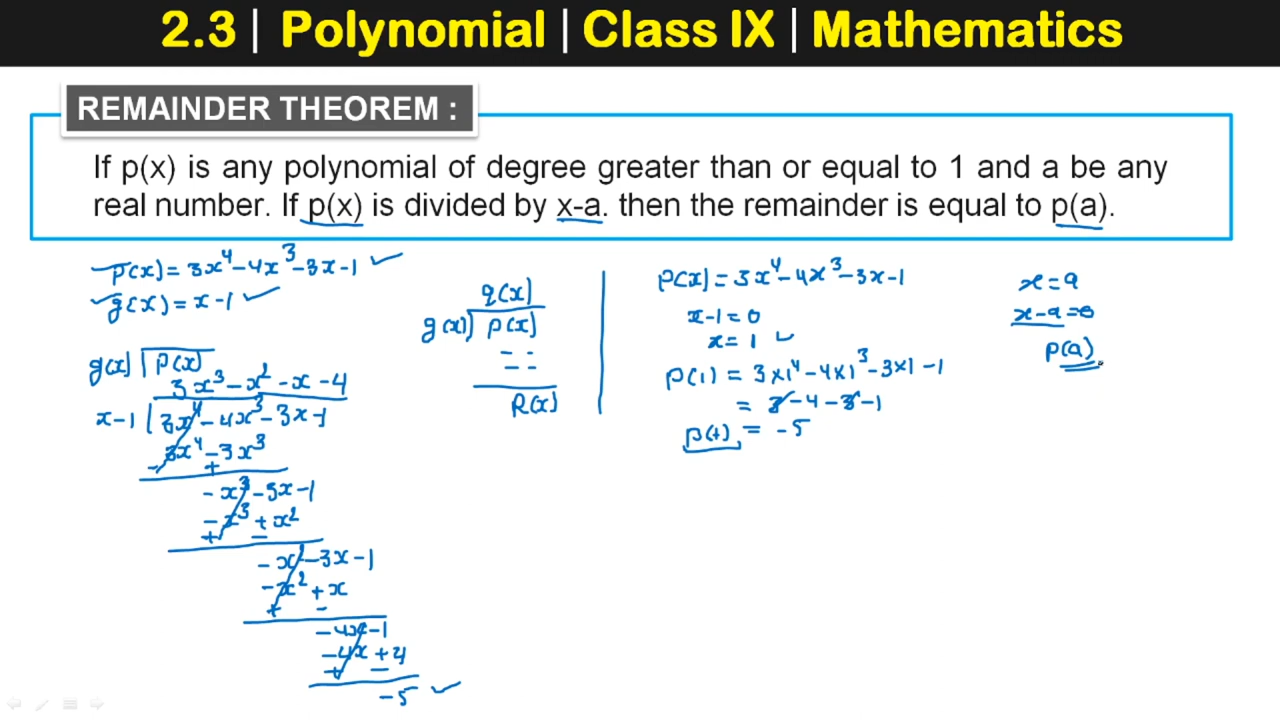 2.3 | Polynomial | Class IX | Mathematics
REMAINDER THEOREM :
If p(x) is any polynomial of degree greater than or equal to 1 and a be any
real number. If p(x) is divided by x-a. then the remainder is equal to p(a).
p(x) = 3x⁴ - 4x³ - 3x - 1 ✓
g(x) = x - 1 ✓
g(x) ) p(x)
3x³ - x² - x - 4
x - 1 ) 3x⁴ - 4x³ - 3x - 1
3x⁴ - 3x³
- +
- x³ - 3x - 1
- x³ + x²
+ -
- x² - 3x - 1
- x² + x
+ -
- 4x - 1
- 4x + 4
+ -
- 5 ✓
q(x)
g(x) ) p(x)
- -
- -
R(x)
p(x) = 3x⁴ - 4x³ - 3x - 1
x - 1 = 0
x = 1 ✓
p(1) = 3×1⁴ - 4×1³ - 3×1 - 1
= 3 - 4 - 3 - 1
p(1) = - 5
x = a
x - a = 0
p(a)